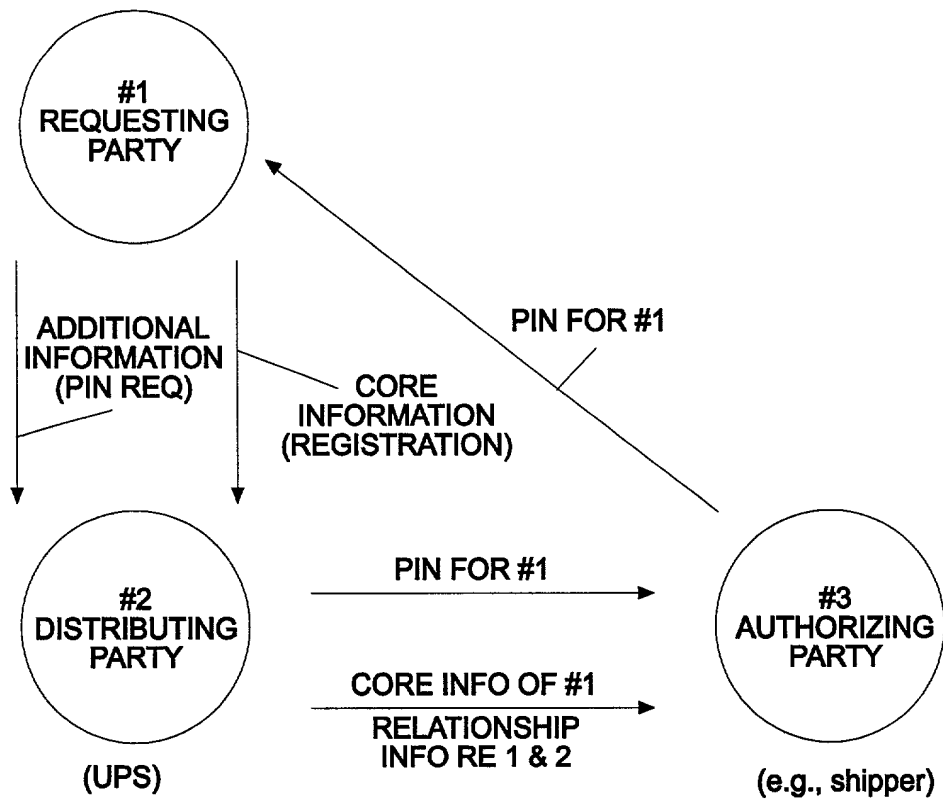 #1
REQUESTING
PARTY
PIN FOR #1
ADDITIONAL
INFORMATION
(PIN REQ)
CORE
INFORMATION
(REGISTRATION)
#2
DISTRIBUTING
PARTY
(UPS)
PIN FOR #1
CORE INFO OF #1
RELATIONSHIP
INFO RE 1 & 2
#3
AUTHORIZING
PARTY
(e.g., shipper)